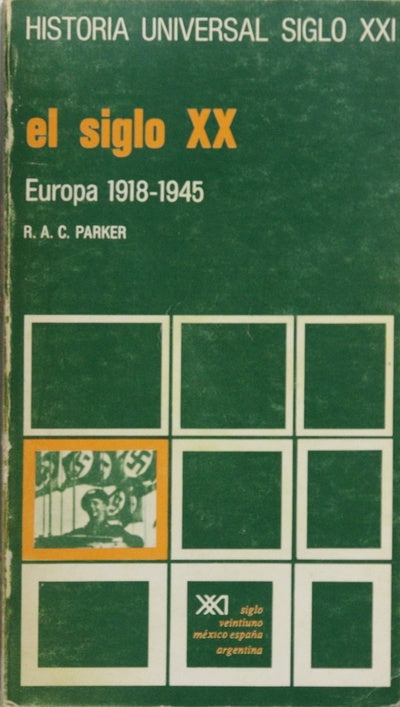 HISTORIA UNIVERSAL SIGLO XXI
el siglo XX
Europa 1918-1945
R. A. C. PARKER
XXI
siglo
veintiuno
méxico españa
argentina